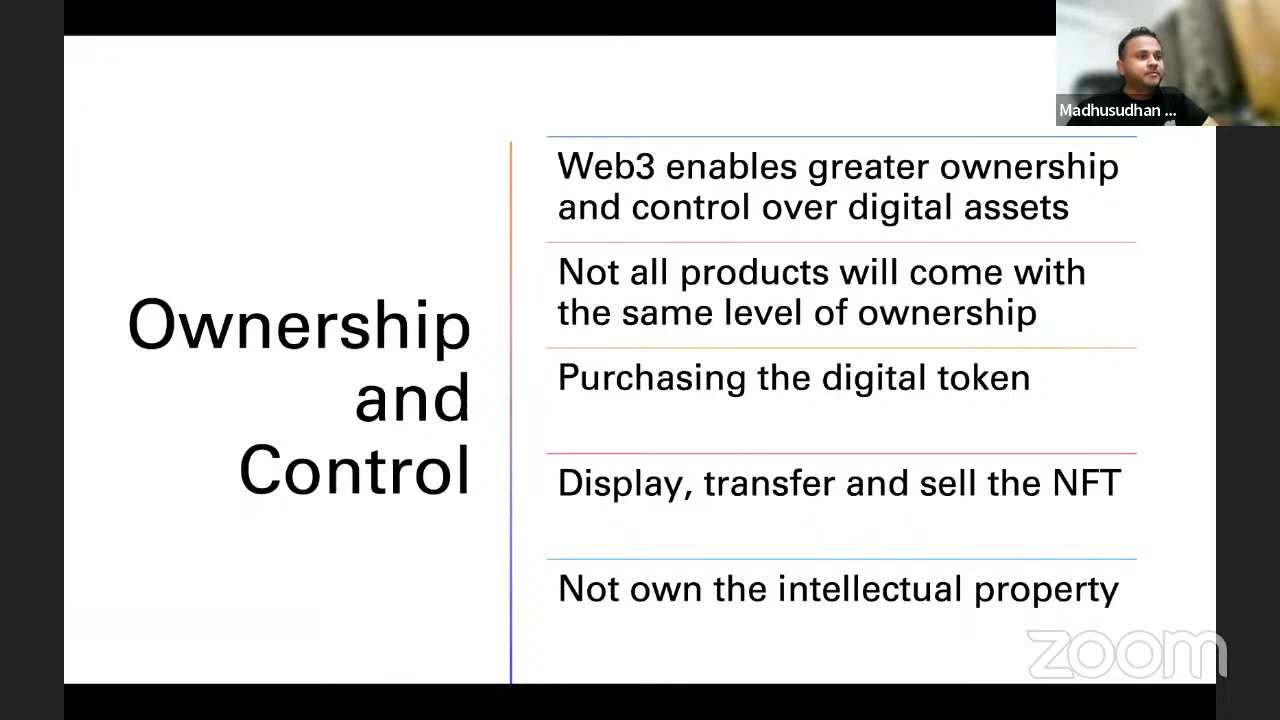 Madhusudhan ...
Ownership
and
Control
Web3 enables greater ownership
and control over digital assets
Not all products will come with
the same level of ownership
Purchasing the digital token
Display, transfer and sell the NFT
Not own the intellectual property
zoom